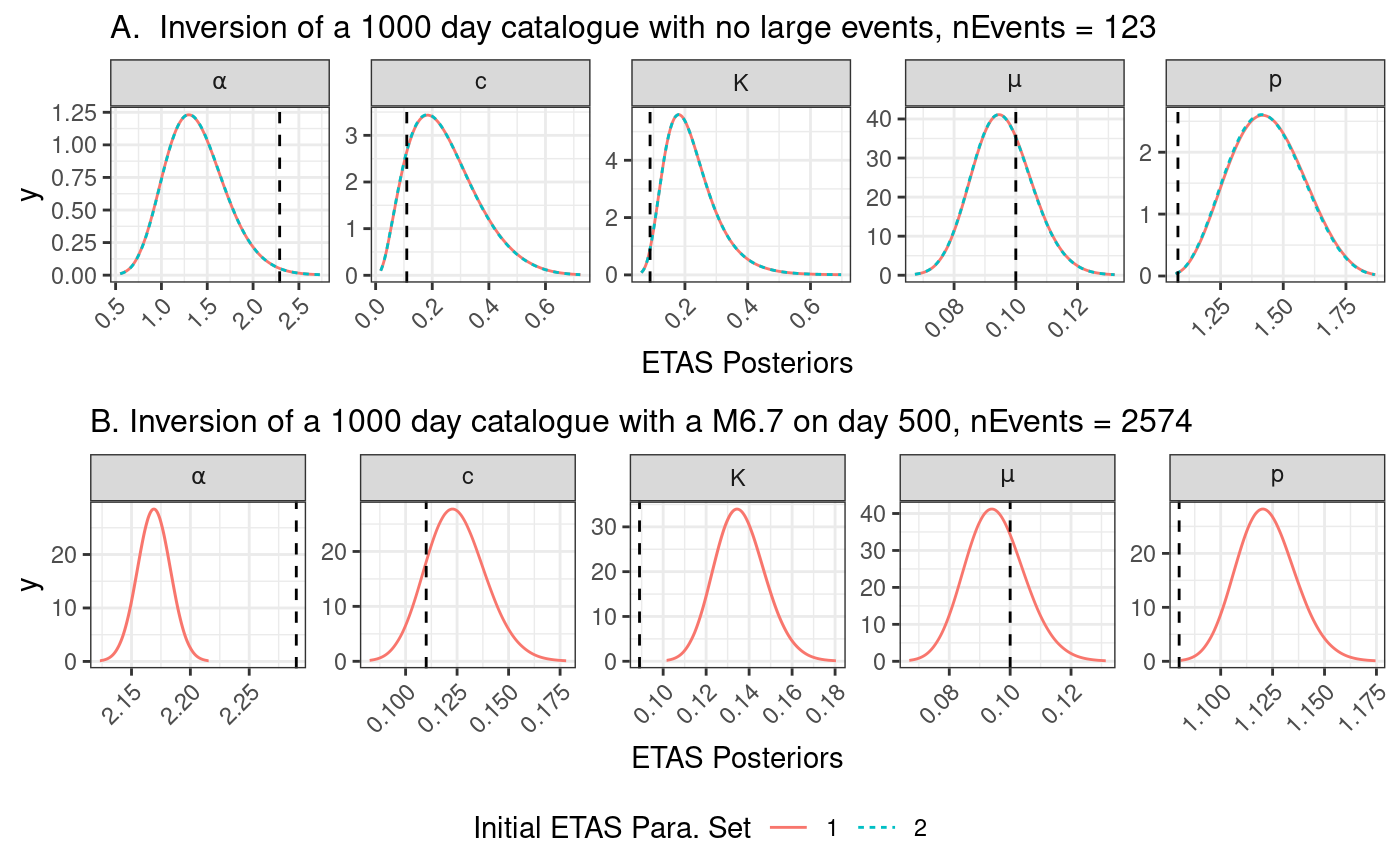 A. Inversion of a 1000 day catalogue with no large events, nEvents = 123
α c K μ p
y
1.25 1.00 0.75 0.50 0.25 0.00
0.5 1.0 1.5 2.0 2.5
3 2 1 0
0.0 0.2 0.4 0.6
4 2 0
0.2 0.4 0.6
40 30 20 10 0
0.08 0.10 0.12
2 1 0
1.25 1.50 1.75
ETAS Posteriors
B. Inversion of a 1000 day catalogue with a M6.7 on day 500, nEvents = 2574
α c K μ p
y
20 10 0
2.15 2.20 2.25
20 10 0
0.100 0.125 0.150 0.175
30 20 10 0
0.10 0.12 0.14 0.16 0.18
40 30 20 10 0
0.08 0.10 0.12
20 10 0
1.100 1.125 1.150 1.175
ETAS Posteriors
Initial ETAS Para. Set 1 2